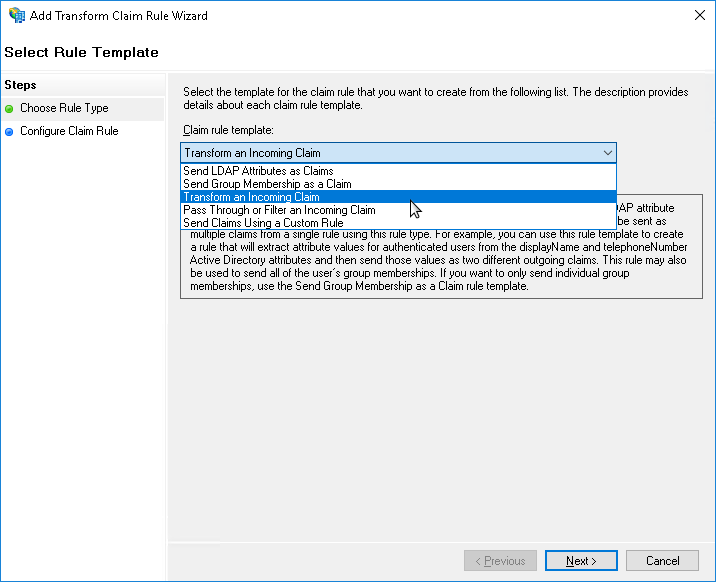 Add Transform Claim Rule Wizard
Select Rule Template
Steps
Choose Rule Type
Configure Claim Rule
Select the template for the claim rule that you want to create from the following list. The description provides
details about each claim rule template.
Claim rule template:
Transform an Incoming Claim
Send LDAP Attributes as Claims
Send Group Membership as a Claim
Transform an Incoming Claim
Pass Through or Filter an Incoming Claim
Send Claims Using a Custom Rule
attribute
be sent as
multiple claims from a single rule using this rule type. For example, you can use this rule template to create
a rule that will extract attribute values for authenticated users from the displayName and telephoneNumber
Active Directory attributes and then send those values as two different outgoing claims. This rule may also
be used to send all of the user's group memberships. If you want to only send individual group
memberships, use the Send Group Membership as a Claim rule template.
< Previous
Next >
Cancel